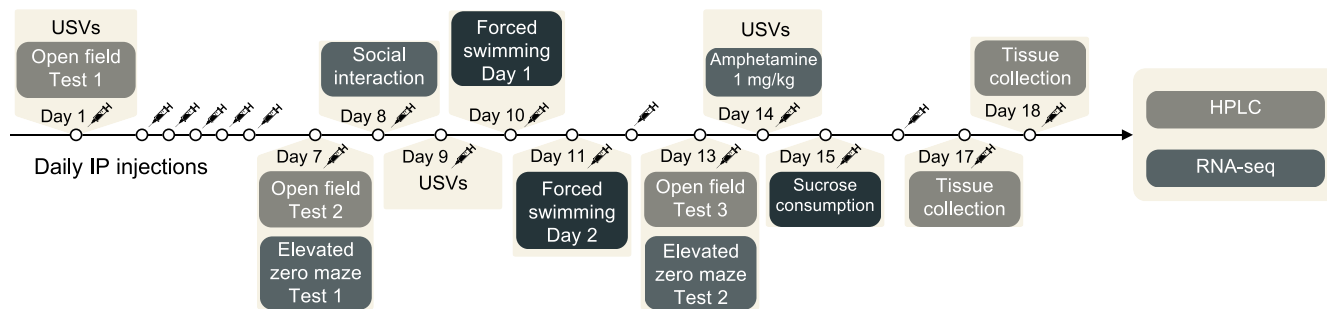 USVs
Open field
Test 1
Day 1
Daily IP injections
Day 7
Open field
Test 2
Elevated
zero maze
Test 1
Social
interaction
Day 8
Day 9
USVs
Forced
swimming
Day 1
Day 10
Day 11
Forced
swimming
Day 2
Day 13
Open field
Test 3
Elevated
zero maze
Test 2
USVs
Amphetamine
1 mg/kg
Day 14
Day 15
Sucrose
consumption
Day 17
Tissue
collection
Tissue
collection
Day 18
HPLC
RNA-seq